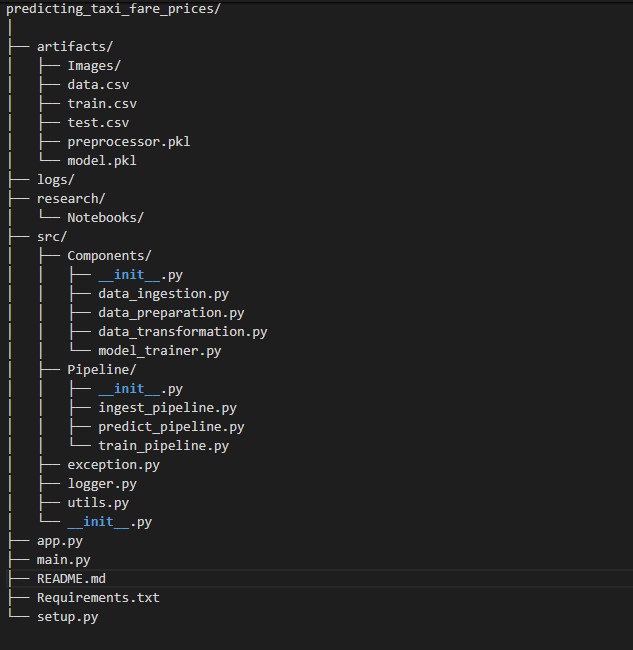 predicting_taxi_fare_prices/
│
├── artifacts/
│   ├── Images/
│   ├── data.csv
│   ├── train.csv
│   ├── test.csv
│   ├── preprocessor.pkl
│   └── model.pkl
├── logs/
├── research/
│   └── Notebooks/
├── src/
│   ├── Components/
│   │   ├── __init__.py
│   │   ├── data_ingestion.py
│   │   ├── data_preparation.py
│   │   ├── data_transformation.py
│   │   └── model_trainer.py
│   ├── Pipeline/
│   │   ├── __init__.py
│   │   ├── ingest_pipeline.py
│   │   ├── predict_pipeline.py
│   │   └── train_pipeline.py
│   ├── exception.py
│   ├── logger.py
│   ├── utils.py
│   └── __init__.py
├── app.py
├── main.py
├── README.md
├── Requirements.txt
└── setup.py